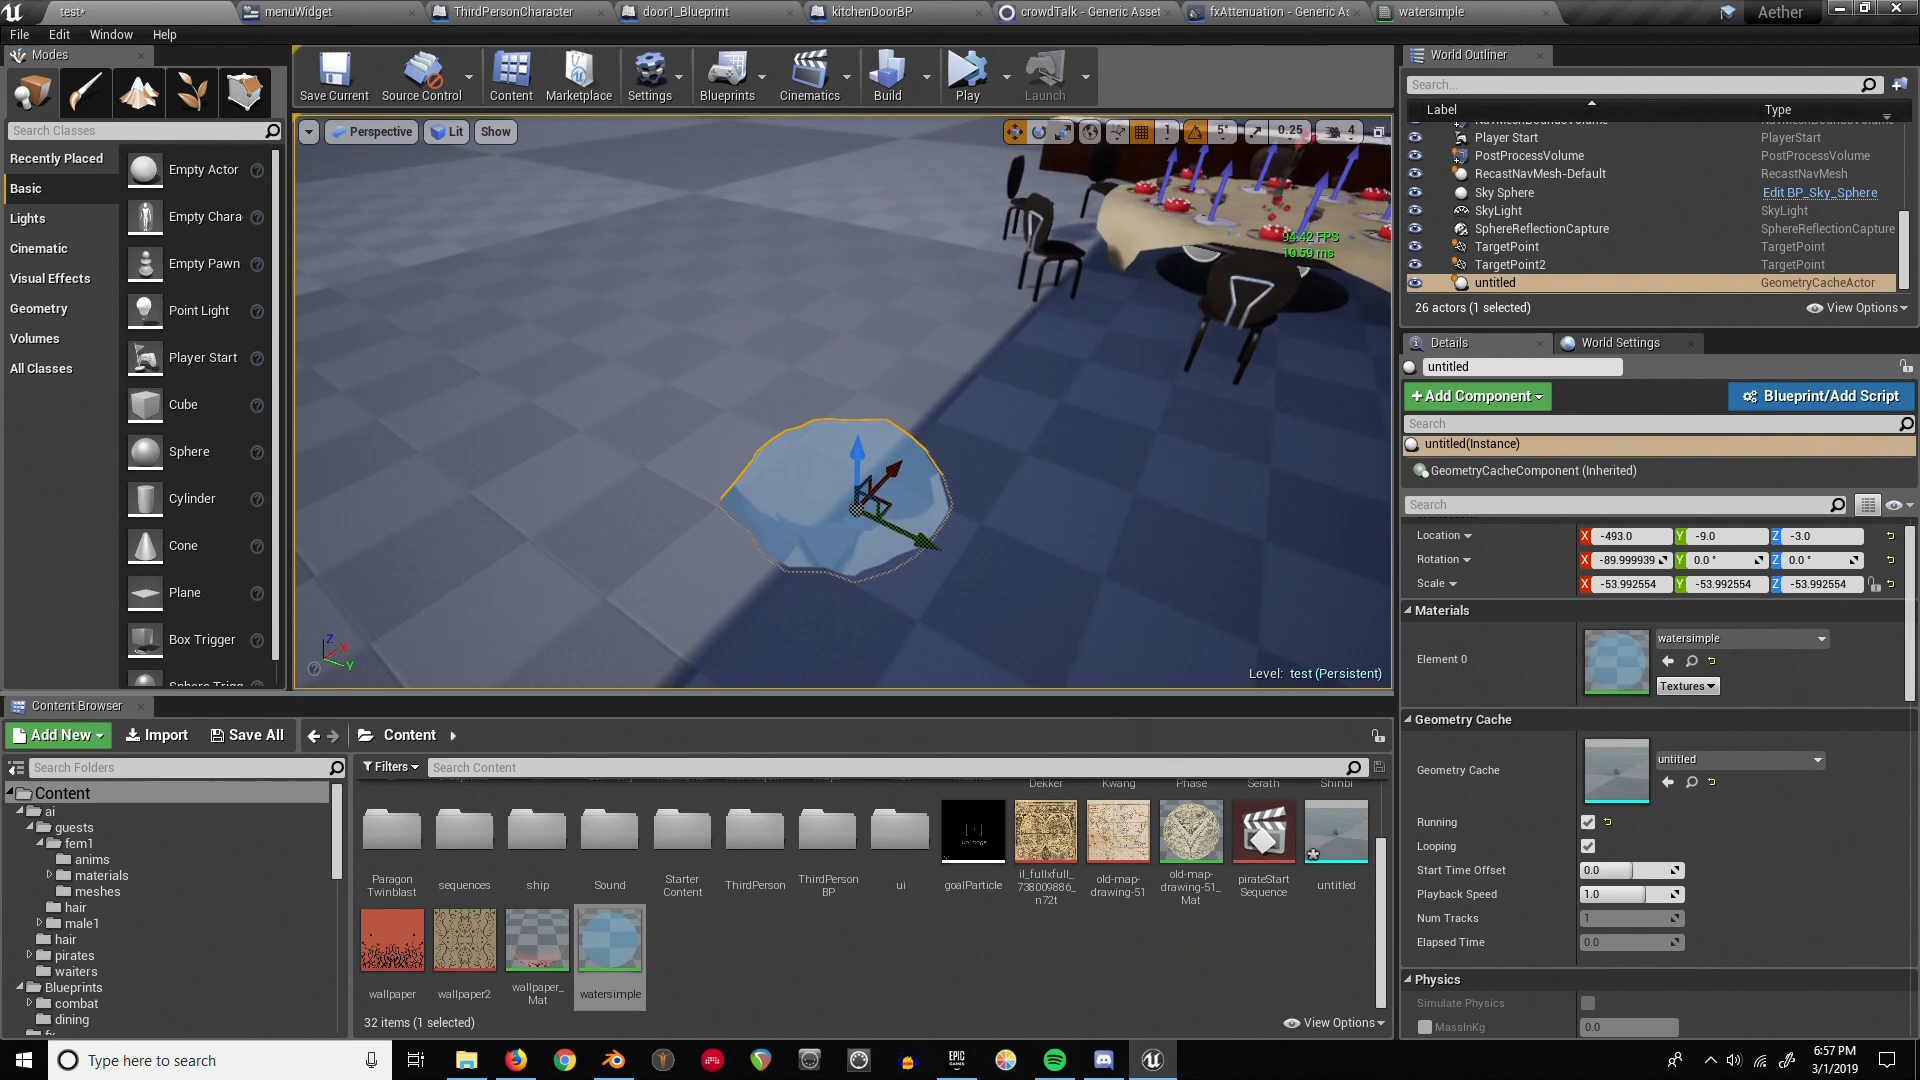 test*
menuWidget
ThirdPersonCharacter
door1_Blueprint
kitchenDoorBP
crowdTalk - Generic Asset
fxAttenuation - Generic As
watersimple
Aether
File
Edit
Window
Help
Modes
Search Classes
Recently Placed
Basic
Lights
Cinematic
Visual Effects
Geometry
Volumes
All Classes
Empty Actor
Empty Chara
Empty Pawn
Point Light
Player Start
Cube
Sphere
Cylinder
Cone
Plane
Box Trigger
Save Current
Source Control
Content
Marketplace
Settings
Blueprints
Cinematics
Build
Play
Launch
Perspective
Lit
Show
1
5°
0.25
4
94.42 FPS
10.59 ms
Z
X
Y
Level: test (Persistent)
World Outliner
Search...
Label
Type
Player Start
PlayerStart
PostProcessVolume
PostProcessVolume
RecastNavMesh-Default
RecastNavMesh
Sky Sphere
Edit BP_Sky_Sphere
SkyLight
SkyLight
SphereReflectionCapture
SphereReflectionCapture
TargetPoint
TargetPoint
TargetPoint2
TargetPoint
untitled
GeometryCacheActor
26 actors (1 selected)
View Options
Details
World Settings
untitled
+Add Component
Blueprint/Add Script
Search
untitled(Instance)
GeometryCacheComponent (Inherited)
Search
Location
X -493.0 Y -9.0 Z -3.0
Rotation
X -89.999939 Y 0.0 ° Z 0.0 °
Scale
X -53.992554 Y -53.992554 Z -53.992554
Materials
Element 0
watersimple
Textures
Geometry Cache
Geometry Cache
untitled
Running
Looping
Start Time Offset
0.0
Playback Speed
1.0
Num Tracks
1
Elapsed Time
0.0
Physics
Simulate Physics
MassInKg
0.0
Content Browser
Add New
Import
Save All
Content
Search Folders
Content
ai
guests
fem1
anims
materials
meshes
hair
male1
hair
pirates
waiters
Blueprints
combat
dining
Filters
Search Content
Dekker
Kwang
Phase
Serath
Shinbi
Paragon
Twinblast
sequences
ship
Sound
Starter
Content
ThirdPerson
ThirdPerson
BP
ui
goalParticle
il_fullxfull_
738009886_
n72t
old-map-
drawing-51
old-map-
drawing-51_
Mat
pirateStart
Sequence
untitled
wallpaper
wallpaper2
wallpaper_
Mat
watersimple
32 items (1 selected)
View Options
Type here to search
EPIC
GAMES
6:57 PM
3/1/2019